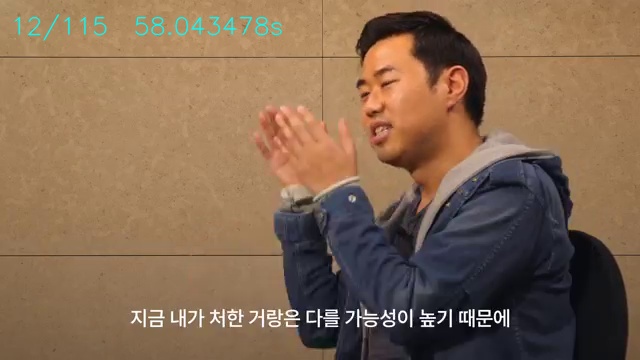 12/115 58.043478s
지금 내가 처한 거랑은 다를 가능성이 높기 때문에